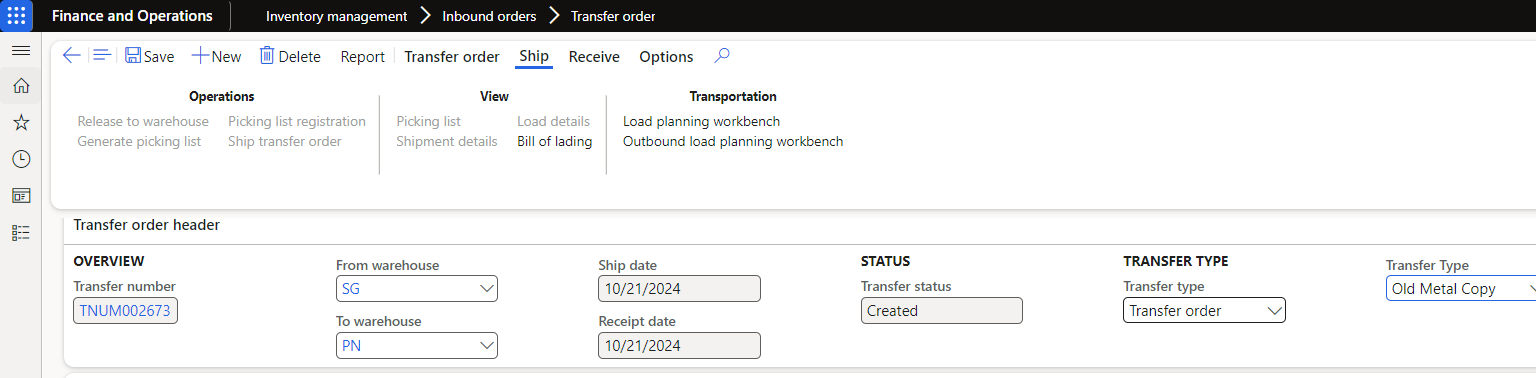 Finance and Operations Inventory management Inbound orders Transfer order
Save New Delete Report Transfer order Ship Receive Options
Operations View Transportation
Release to warehouse Picking list registration Picking list Load details Load planning workbench
Generate picking list Ship transfer order Shipment details Bill of lading Outbound load planning workbench
Transfer order header
OVERVIEW From warehouse Ship date STATUS TRANSFER TYPE Transfer Type
Transfer number SG 10/21/2024 Transfer status Transfer type Old Metal Copy
TNUM002673 To warehouse Receipt date Created Transfer order
PN 10/21/2024